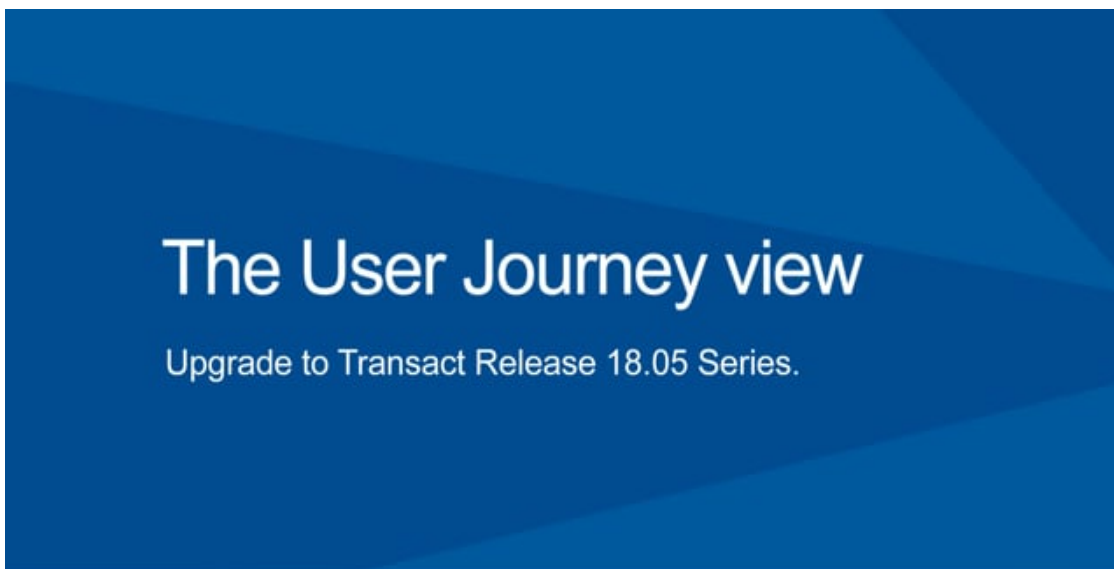 The User Journey view
Upgrade to Transact Release 18.05 Series.